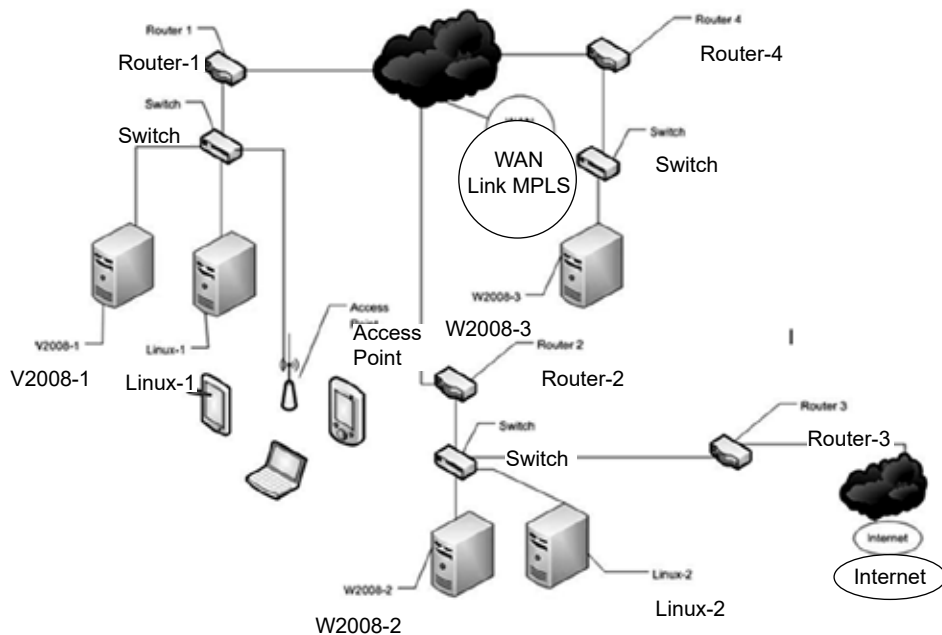 Router 1
Router-1
Switch
Switch
V2008-1
V2008-1
Linux-1
Linux-1
Access
Access
Point
WAN
Link MPLS
Router 4
Router-4
Switch
Switch
W2008-3
W2008-3
Router 2
Router-2
Switch
Switch
Router 3
Router-3
W2008-2
W2008-2
Linux-2
Linux-2
Internet
Internet
I